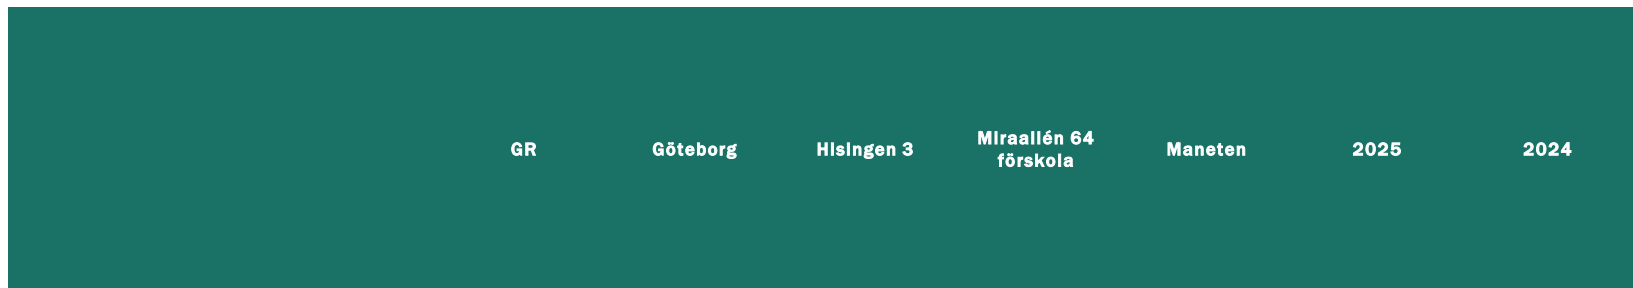 GR
Göteborg
Hisingen 3
Miraallén 64
förskola
Maneten
2025
2024